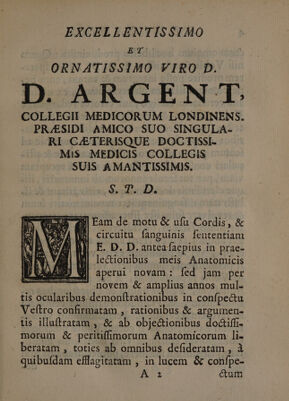 EXCELLENTISSIMO
ET
ORNATISSIMO VIRO D.
D. ARGENT,
COLLEGII MEDICORUM LONDINENS.
PRÆSIDI AMICO SUO SINGULA-
RI CÆTERISQUE DOCTISSI-
MIS MEDICIS COLLEGIS
SUIS AMANTISSIMIS.
S. P. D.
MEam de motu & uſu Cordis, &
circuitu ſanguinis ſententiam
E. D. D. antea ſaepius in prae-
lectionibus meis Anatomicis
aperui novam: ſed jam per
novem & amplius annos mul-
tis ocularibus demonſtrationibus in conſpectu
Veſtro confirmatam, rationibus & argumen-
tis illuſtratam, & ab objectionibus doctiſſi-
morum & peritiſſimorum Anatomicorum li-
beratam, toties ab omnibus deſideratam, à
quibuſdam efflagitatam, in lucem & conſpe-
A 2 ctum